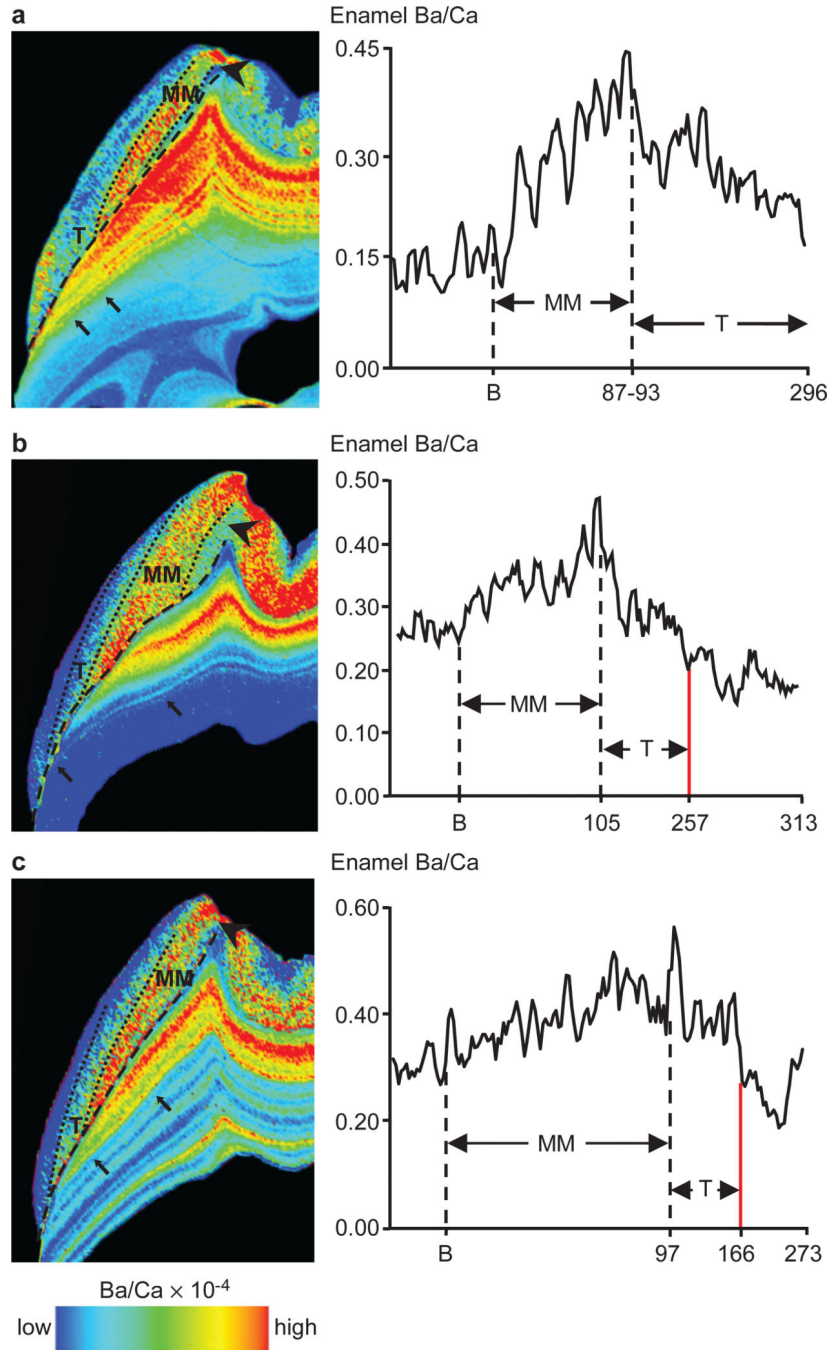 a
Enamel Ba/Ca
MM
T
0.45
0.30
0.15
0.00
MM
T
B 87-93 296
b
Enamel Ba/Ca
MM
T
0.50
0.40
0.30
0.20
0.10
0.00
MM
T
B 105 257 313
c
Enamel Ba/Ca
MM
T
0.60
0.40
0.20
0.00
MM
T
B 97 166 273
Ba/Ca × 10-4
low high